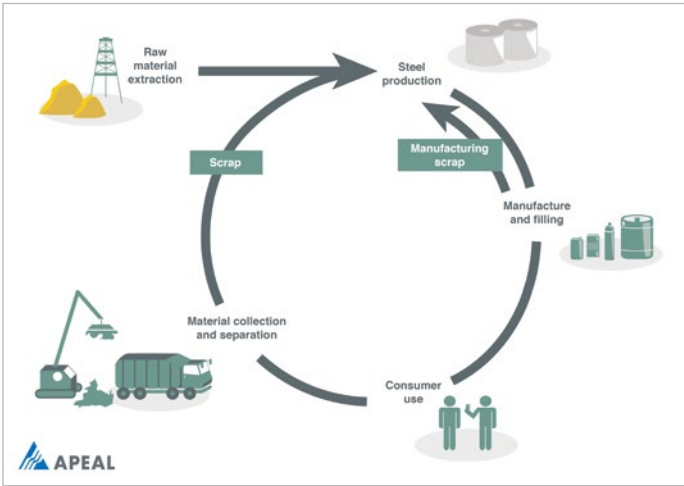 Raw
material
extraction
Steel
production
Scrap
Manufacturing
scrap
Manufacture
and filling
Material collection
and separation
Consumer
use
APEAL